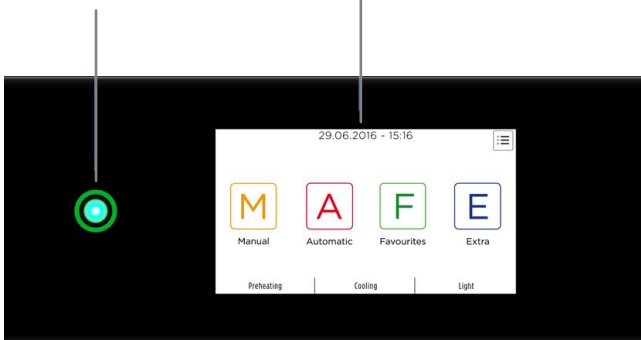 29.06.2016 - 15:16
M A F E
Manual Automatic Favourites Extra
Preheating Cooling Light